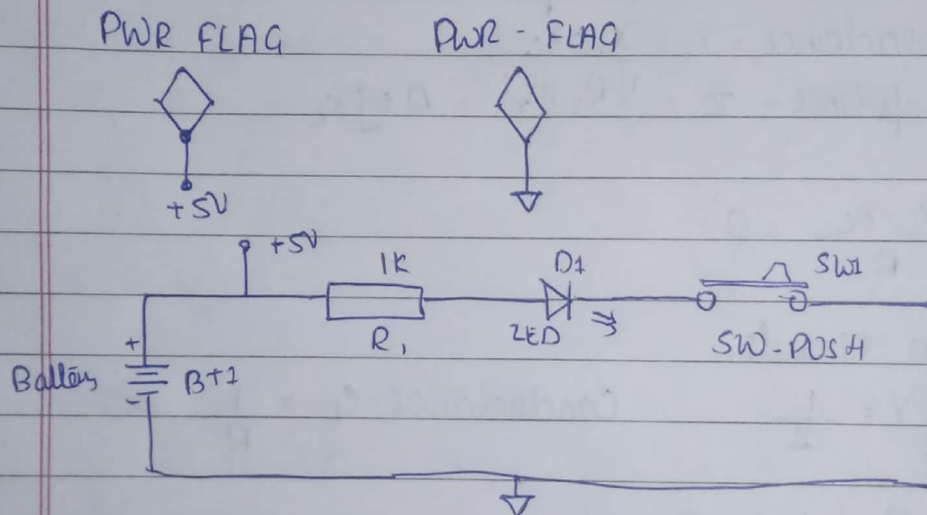 PWR FLAG PWR - FLAG
+5V
+5V
1K D1 SW1
R1 LED SW-PUSH
+
Battery BT1
-